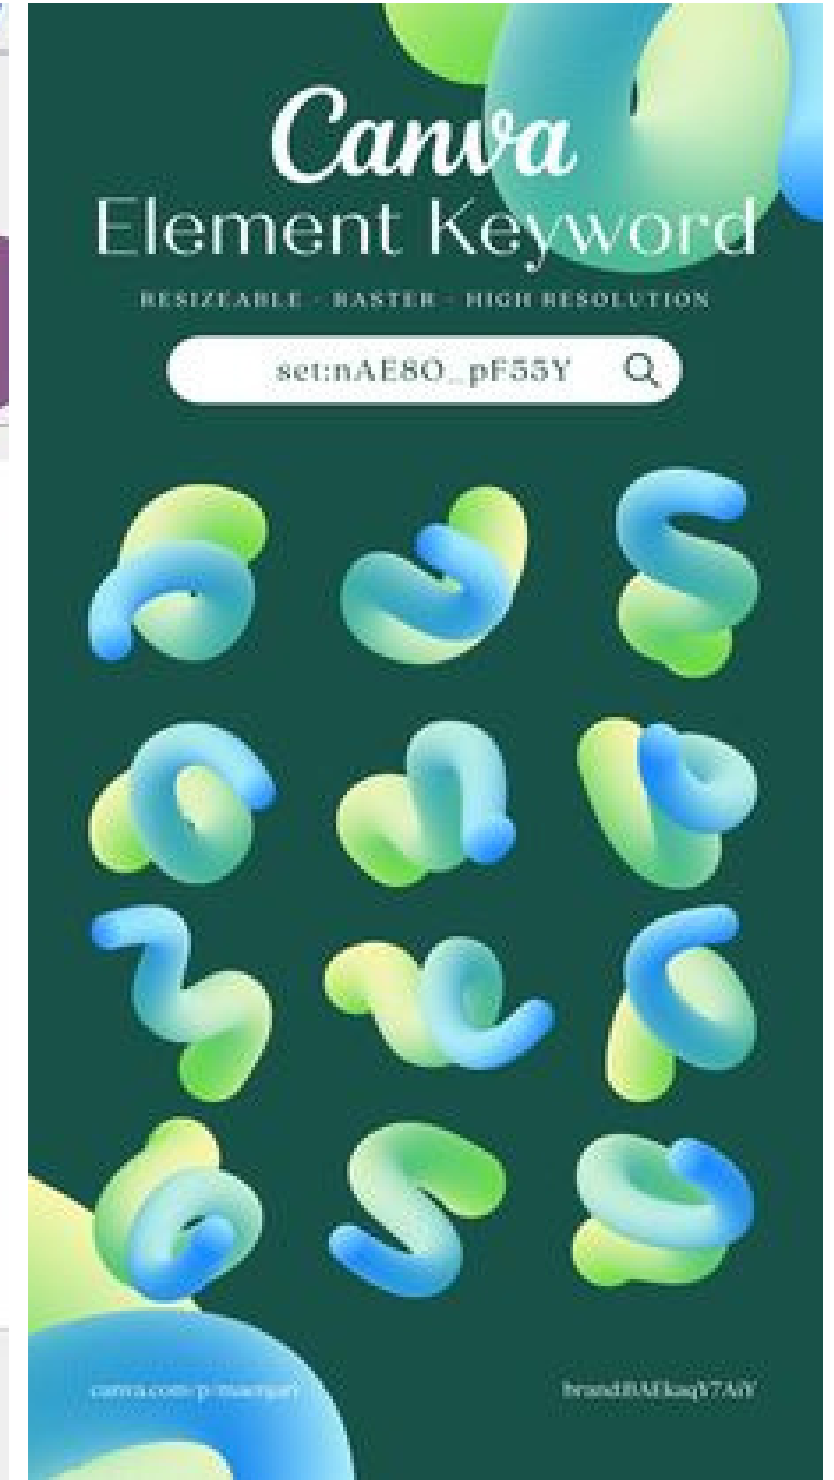 Canva
Element Keyword
RESIZEABLE - RASTER - HIGH RESOLUTION
set:nAE8O_pF55Y